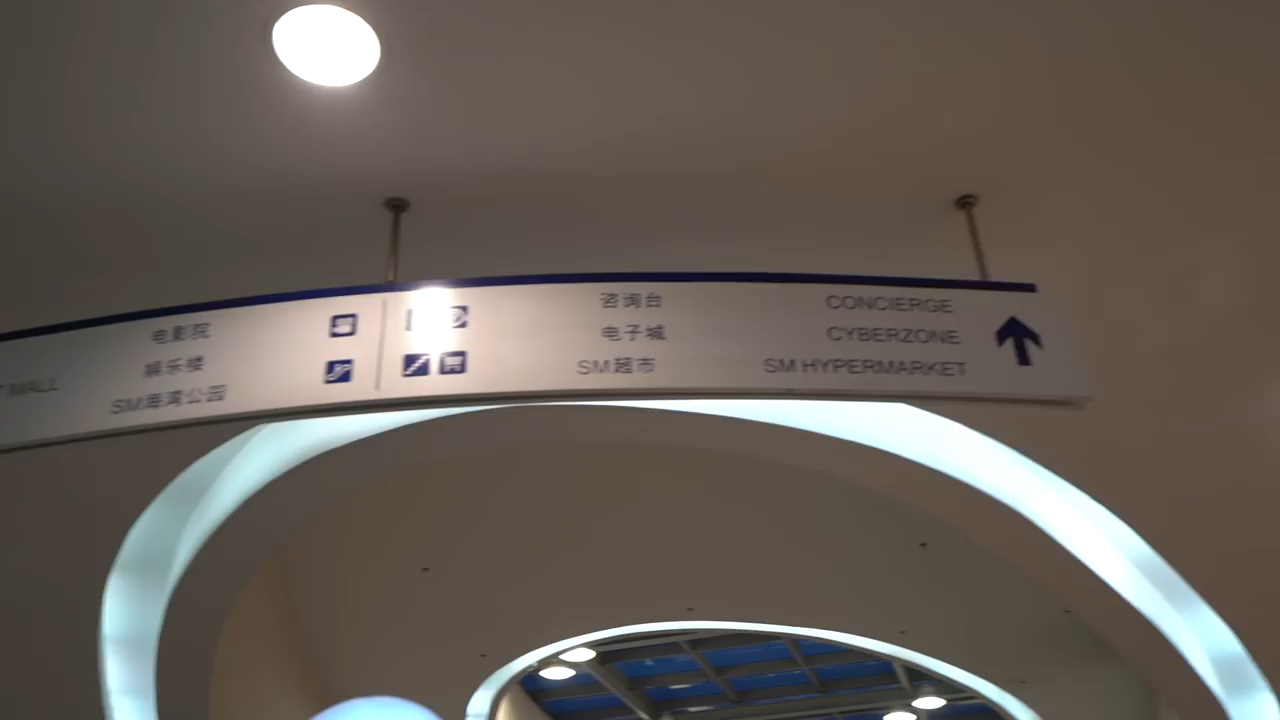 电影院
娱乐楼
MALL
SM海湾公园
咨询台 CONCIERGE
电子城 CYBERZONE
SM超市 SM HYPERMARKET